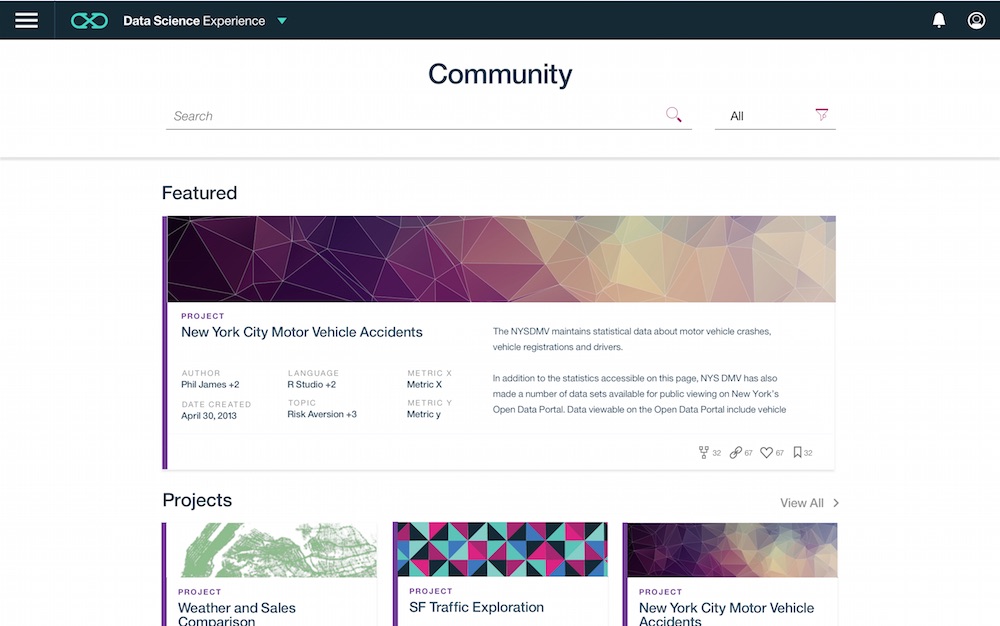 Data Science Experience
Community
Search
All
Featured
PROJECT
New York City Motor Vehicle Accidents
AUTHOR
Phil James +2
LANGUAGE
R Studio +2
METRIC X
Metric X
DATE CREATED
April 30, 2013
TOPIC
Risk Aversion +3
METRIC Y
Metric y
The NYSDMV maintains statistical data about motor vehicle crashes,
vehicle registrations and drivers.
In addition to the statistics accessible on this page, NYS DMV has also
made a number of data sets available for public viewing on New York's
Open Data Portal. Data viewable on the Open Data Portal include vehicle
32 67 67 32
Projects
View All
PROJECT
Weather and Sales
Comparison
PROJECT
SF Traffic Exploration
PROJECT
New York City Motor Vehicle
Accidents